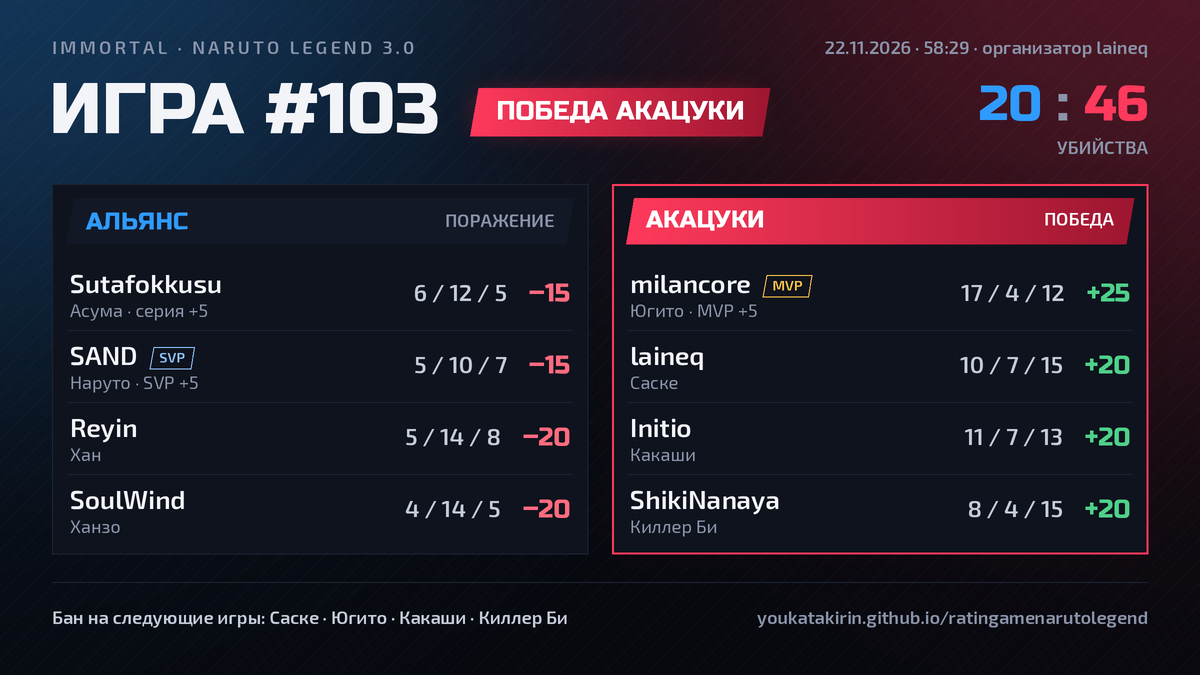 IMMORTAL · NARUTO LEGEND 3.0
22.11.2026 · 58:29 · организатор laineq
ИГРА #103
ПОБЕДА АКАЦУКИ
20 : 46
УБИЙСТВА
АЛЬЯНС ПОРАЖЕНИЕ
Sutafokkusu 6 / 12 / 5 −15
Асума · серия +5
SAND SVP 5 / 10 / 7 −15
Наруто · SVP +5
Reyin 5 / 14 / 8 −20
Хан
SoulWind 4 / 14 / 5 −20
Ханзо
АКАЦУКИ ПОБЕДА
milancore MVP 17 / 4 / 12 +25
Югито · MVP +5
laineq 10 / 7 / 15 +20
Саске
Initio 11 / 7 / 13 +20
Какаши
ShikiNanaya 8 / 4 / 15 +20
Киллер Би
Бан на следующие игры: Саске · Югито · Какаши · Киллер Би
youkatakirin.github.io/ratingamenarutolegend